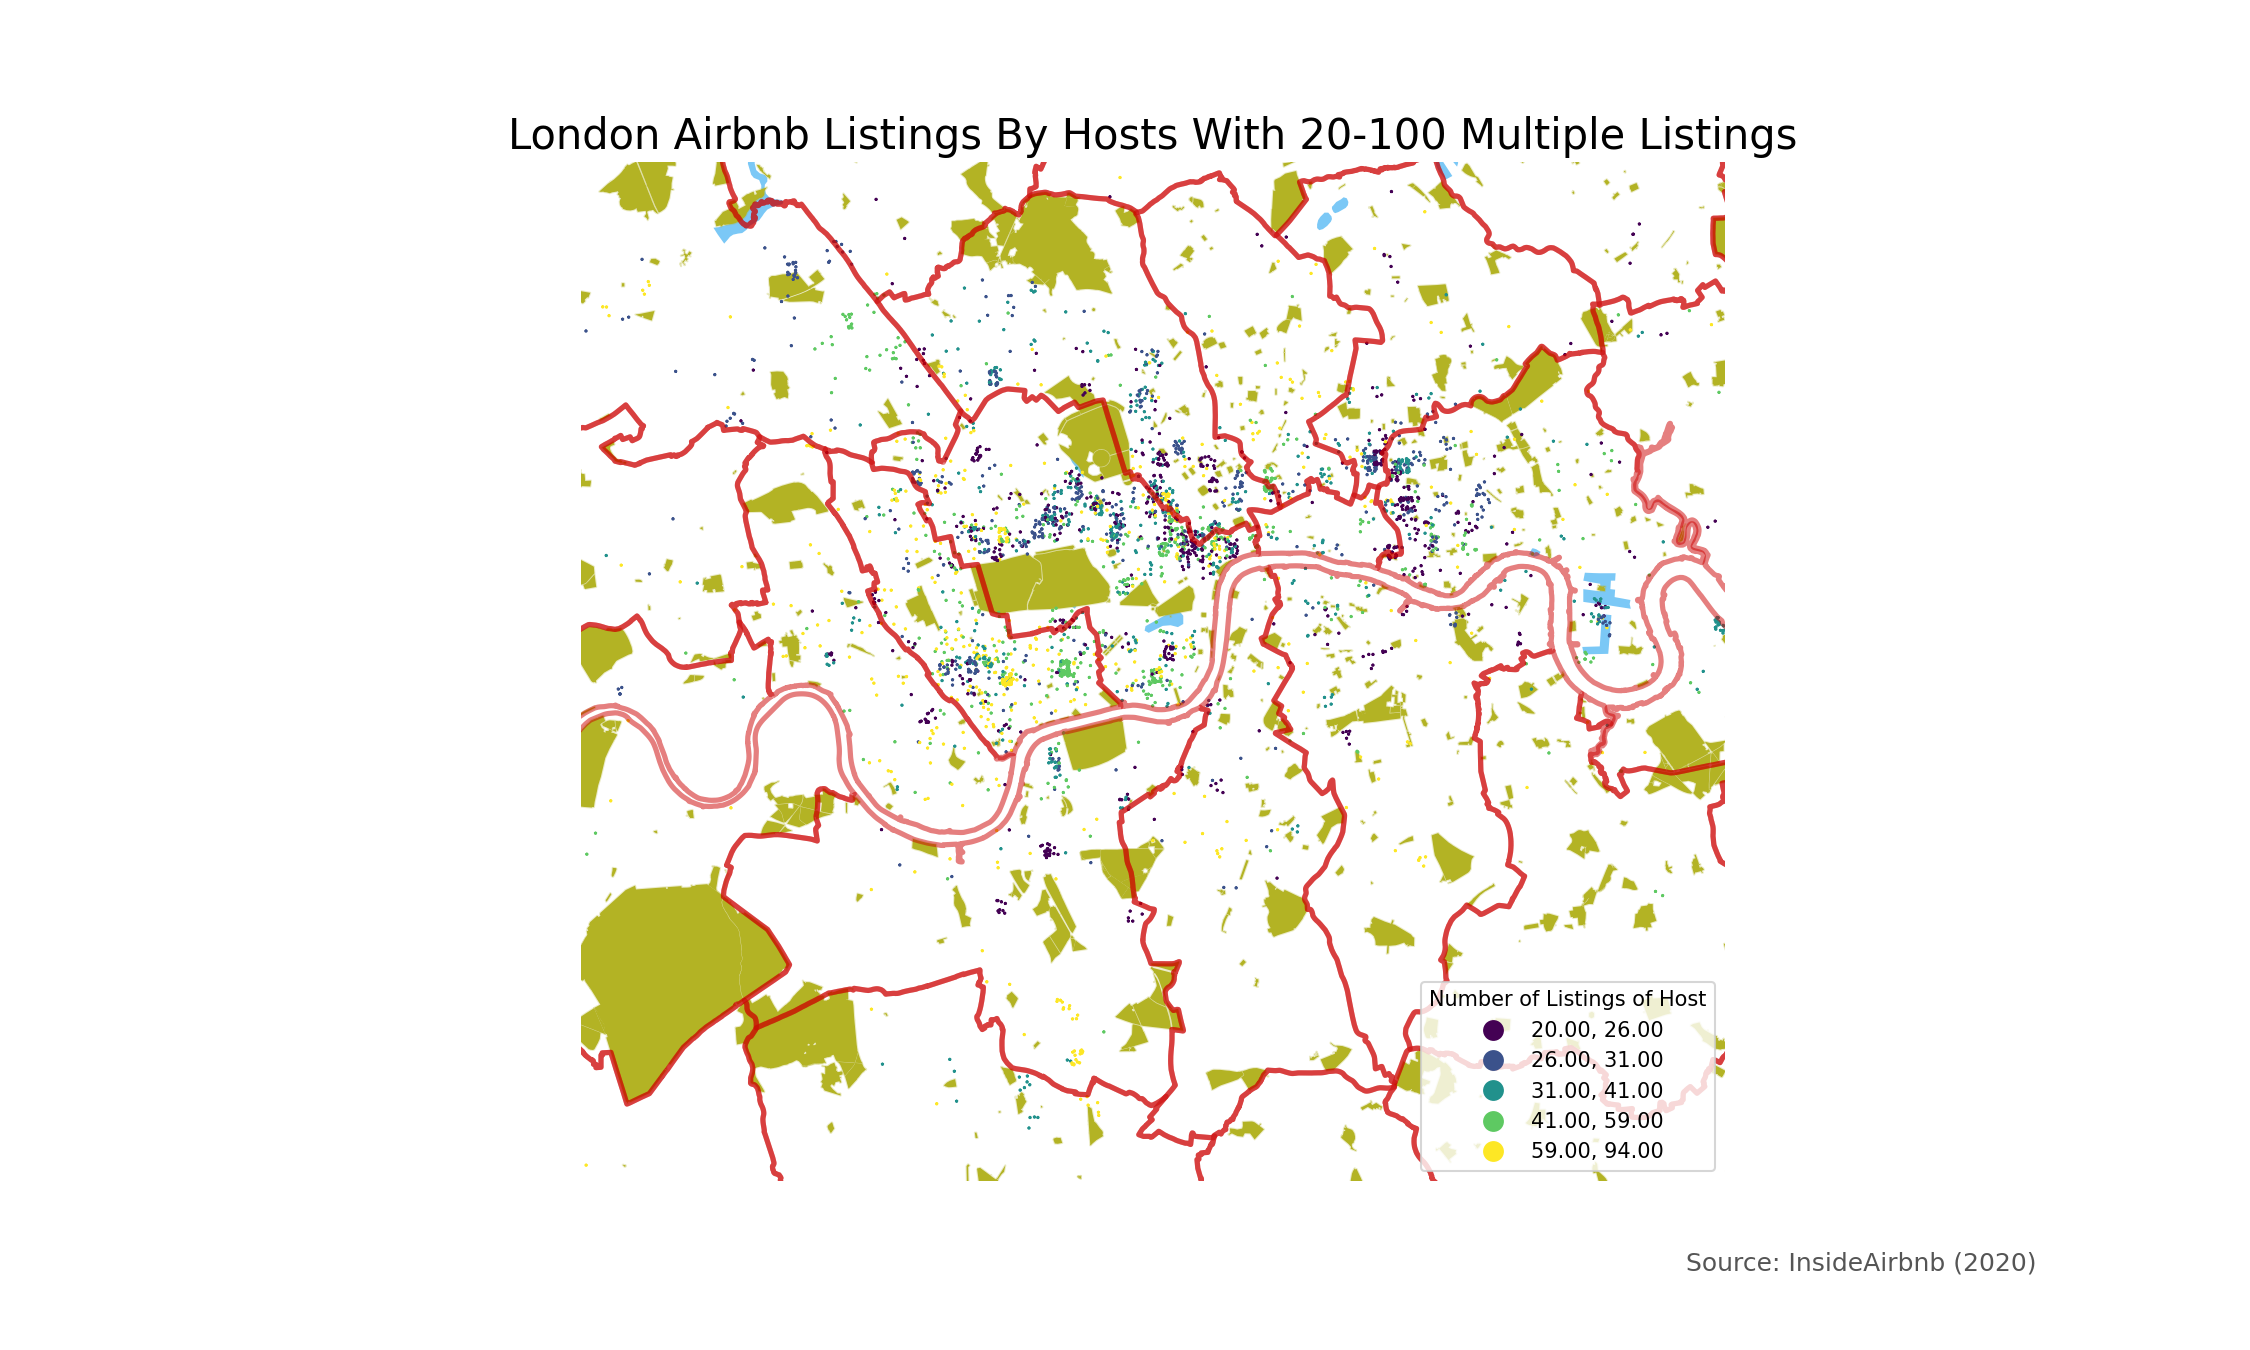 London Airbnb Listings By Hosts With 20-100 Multiple Listings
Number of Listings of Host
20.00, 26.00
26.00, 31.00
31.00, 41.00
41.00, 59.00
59.00, 94.00
Source: InsideAirbnb (2020)